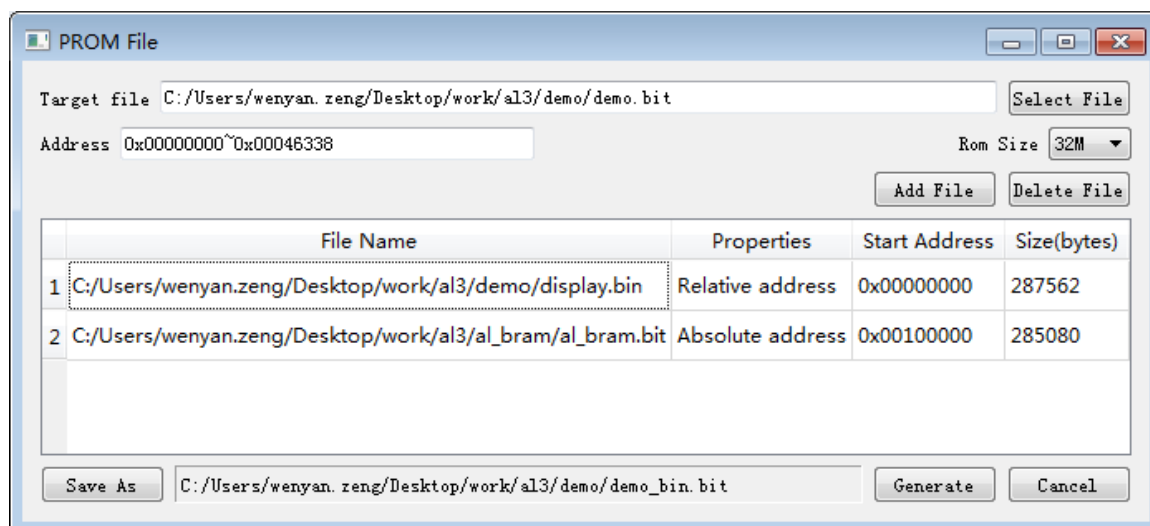 PROM File
Target file C:/Users/wenyan.zeng/Desktop/work/al3/demo/demo.bit Select File
Address 0x00000000~0x00046338 Rom Size 32M
Add File Delete File
File Name Properties Start Address Size(bytes)
1 C:/Users/wenyan.zeng/Desktop/work/al3/demo/display.bin Relative address 0x00000000 287562
2 C:/Users/wenyan.zeng/Desktop/work/al3/al_bram/al_bram.bit Absolute address 0x00100000 285080
Save As C:/Users/wenyan.zeng/Desktop/work/al3/demo/demo_bin.bit Generate Cancel